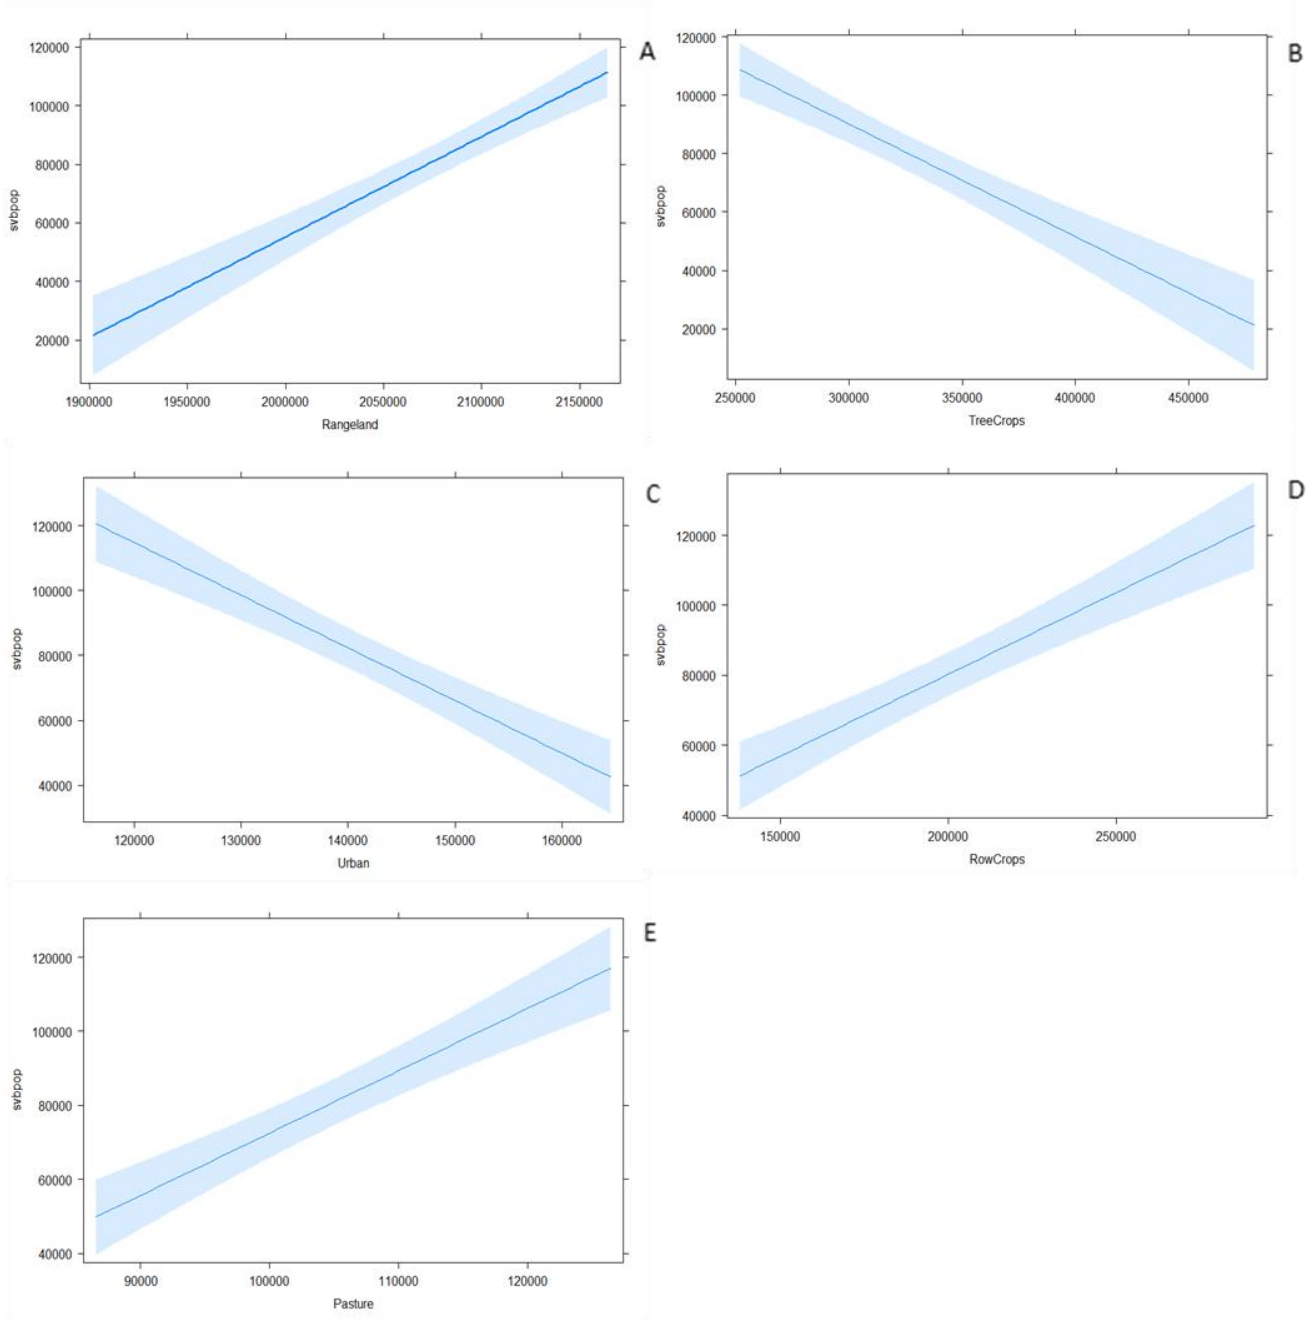 A
120000
100000
80000
60000
40000
20000
svbpop
1900000 1950000 2000000 2050000 2100000 2150000
Rangeland
B
120000
100000
80000
60000
40000
20000
svbpop
250000 300000 350000 400000 450000
TreeCrops
C
120000
100000
80000
60000
40000
svbpop
120000 130000 140000 150000 160000
Urban
D
120000
100000
80000
60000
40000
svbpop
150000 200000 250000
RowCrops
E
120000
100000
80000
60000
40000
svbpop
90000 100000 110000 120000
Pasture